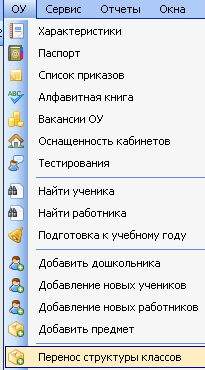 ОУ Сервис Отчеты Окна
Характеристики
Паспорт
Список приказов
Алфавитная книга
Вакансии ОУ
Оснащенность кабинетов
Тестирования
Найти ученика
Найти работника
Подготовка к учебному году
Добавить дошкольника
Добавление новых учеников
Добавление новых работников
Добавить предмет
Перенос структуры классов